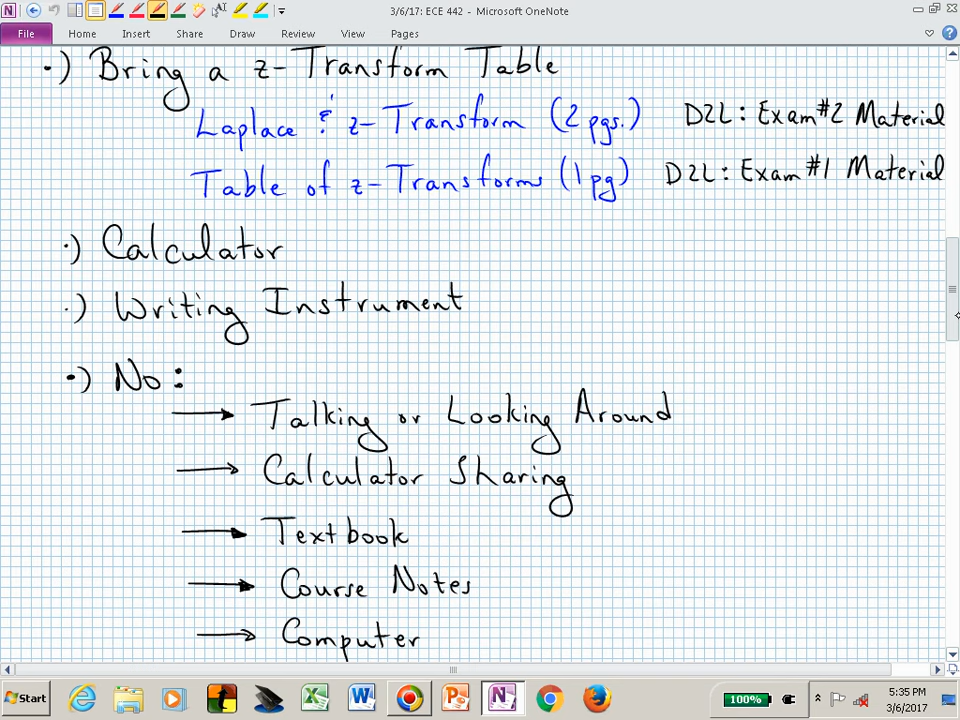 3/6/17: ECE 442 - Microsoft OneNote
File Home Insert Share Draw Review View Pages
·) Bring a z-Transform Table
Laplace & z-Transform (2 pgs.) D2L: Exam #2 Material
Table of z-Transforms (1 pg) D2L: Exam #1 Material
·) Calculator
·) Writing Instrument
·) No:
→ Talking or Looking Around
→ Calculator Sharing
→ Textbook
→ Course Notes
→ Computer
Start 100% 5:35 PM
3/6/2017